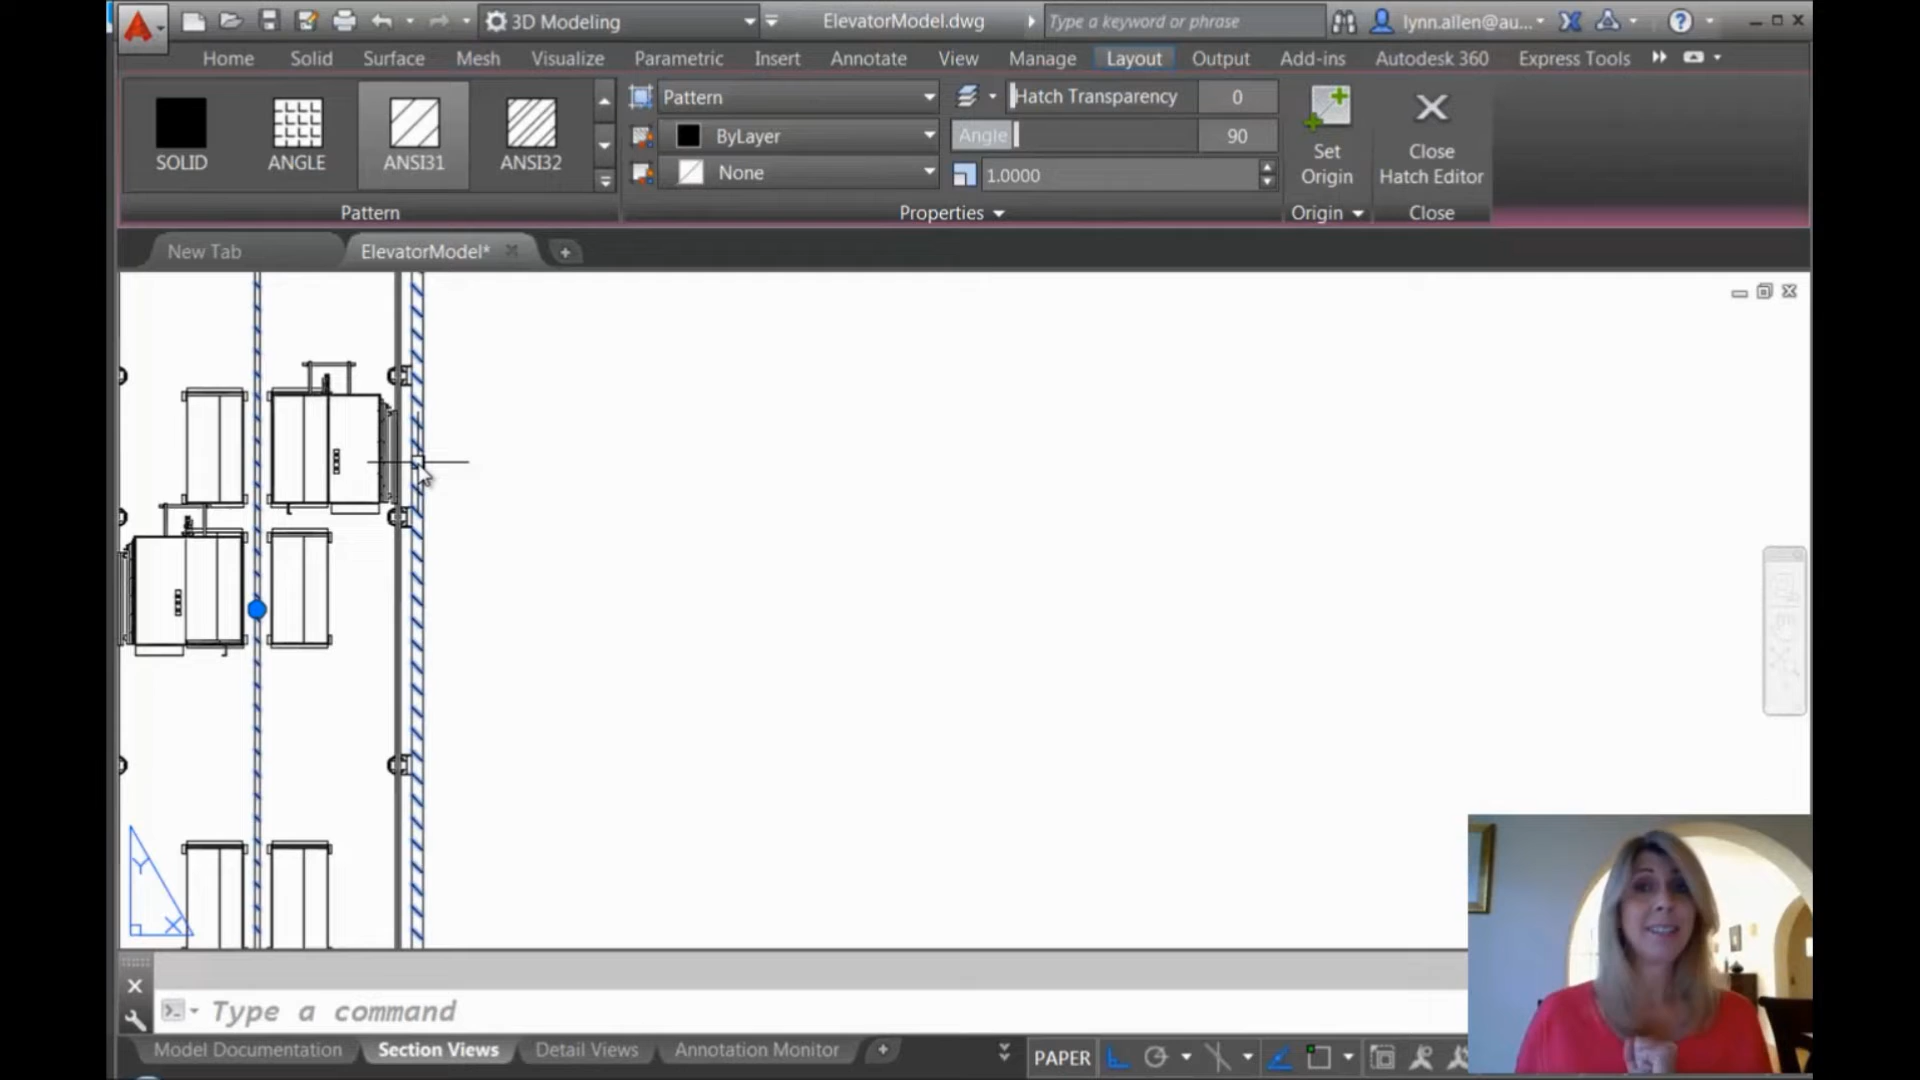 3D Modeling
ElevatorModel.dwg
Type a keyword or phrase
lynn.allen@au...
Home Solid Surface Mesh Visualize Parametric Insert Annotate View Manage Layout Output Add-ins Autodesk 360 Express Tools
SOLID
ANGLE
ANSI31
ANSI32
Pattern
Pattern
ByLayer
None
Hatch Transparency 0
Angle 90
1.0000
Properties
Set
Origin
Origin
Close
Hatch Editor
Close
New Tab
ElevatorModel*
Y
X
Type a command
Model Documentation
Section Views
Detail Views
Annotation Monitor
PAPER